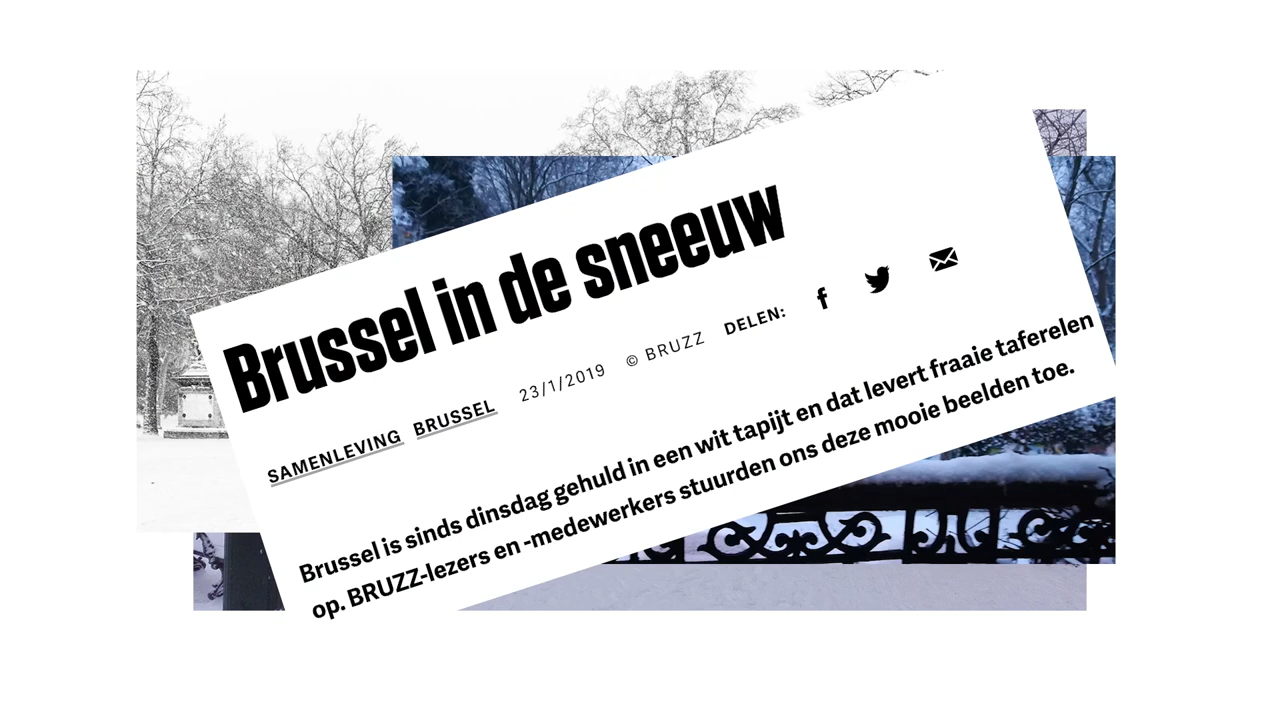 Brussel in de sneeuw
SAMENLEVING BRUSSEL 23/1/2019 © BRUZZ DELEN:
Brussel is sinds dinsdag gehuld in een wit tapijt en dat levert fraaie taferelen
op. BRUZZ-lezers en -medewerkers stuurden ons deze mooie beelden toe.